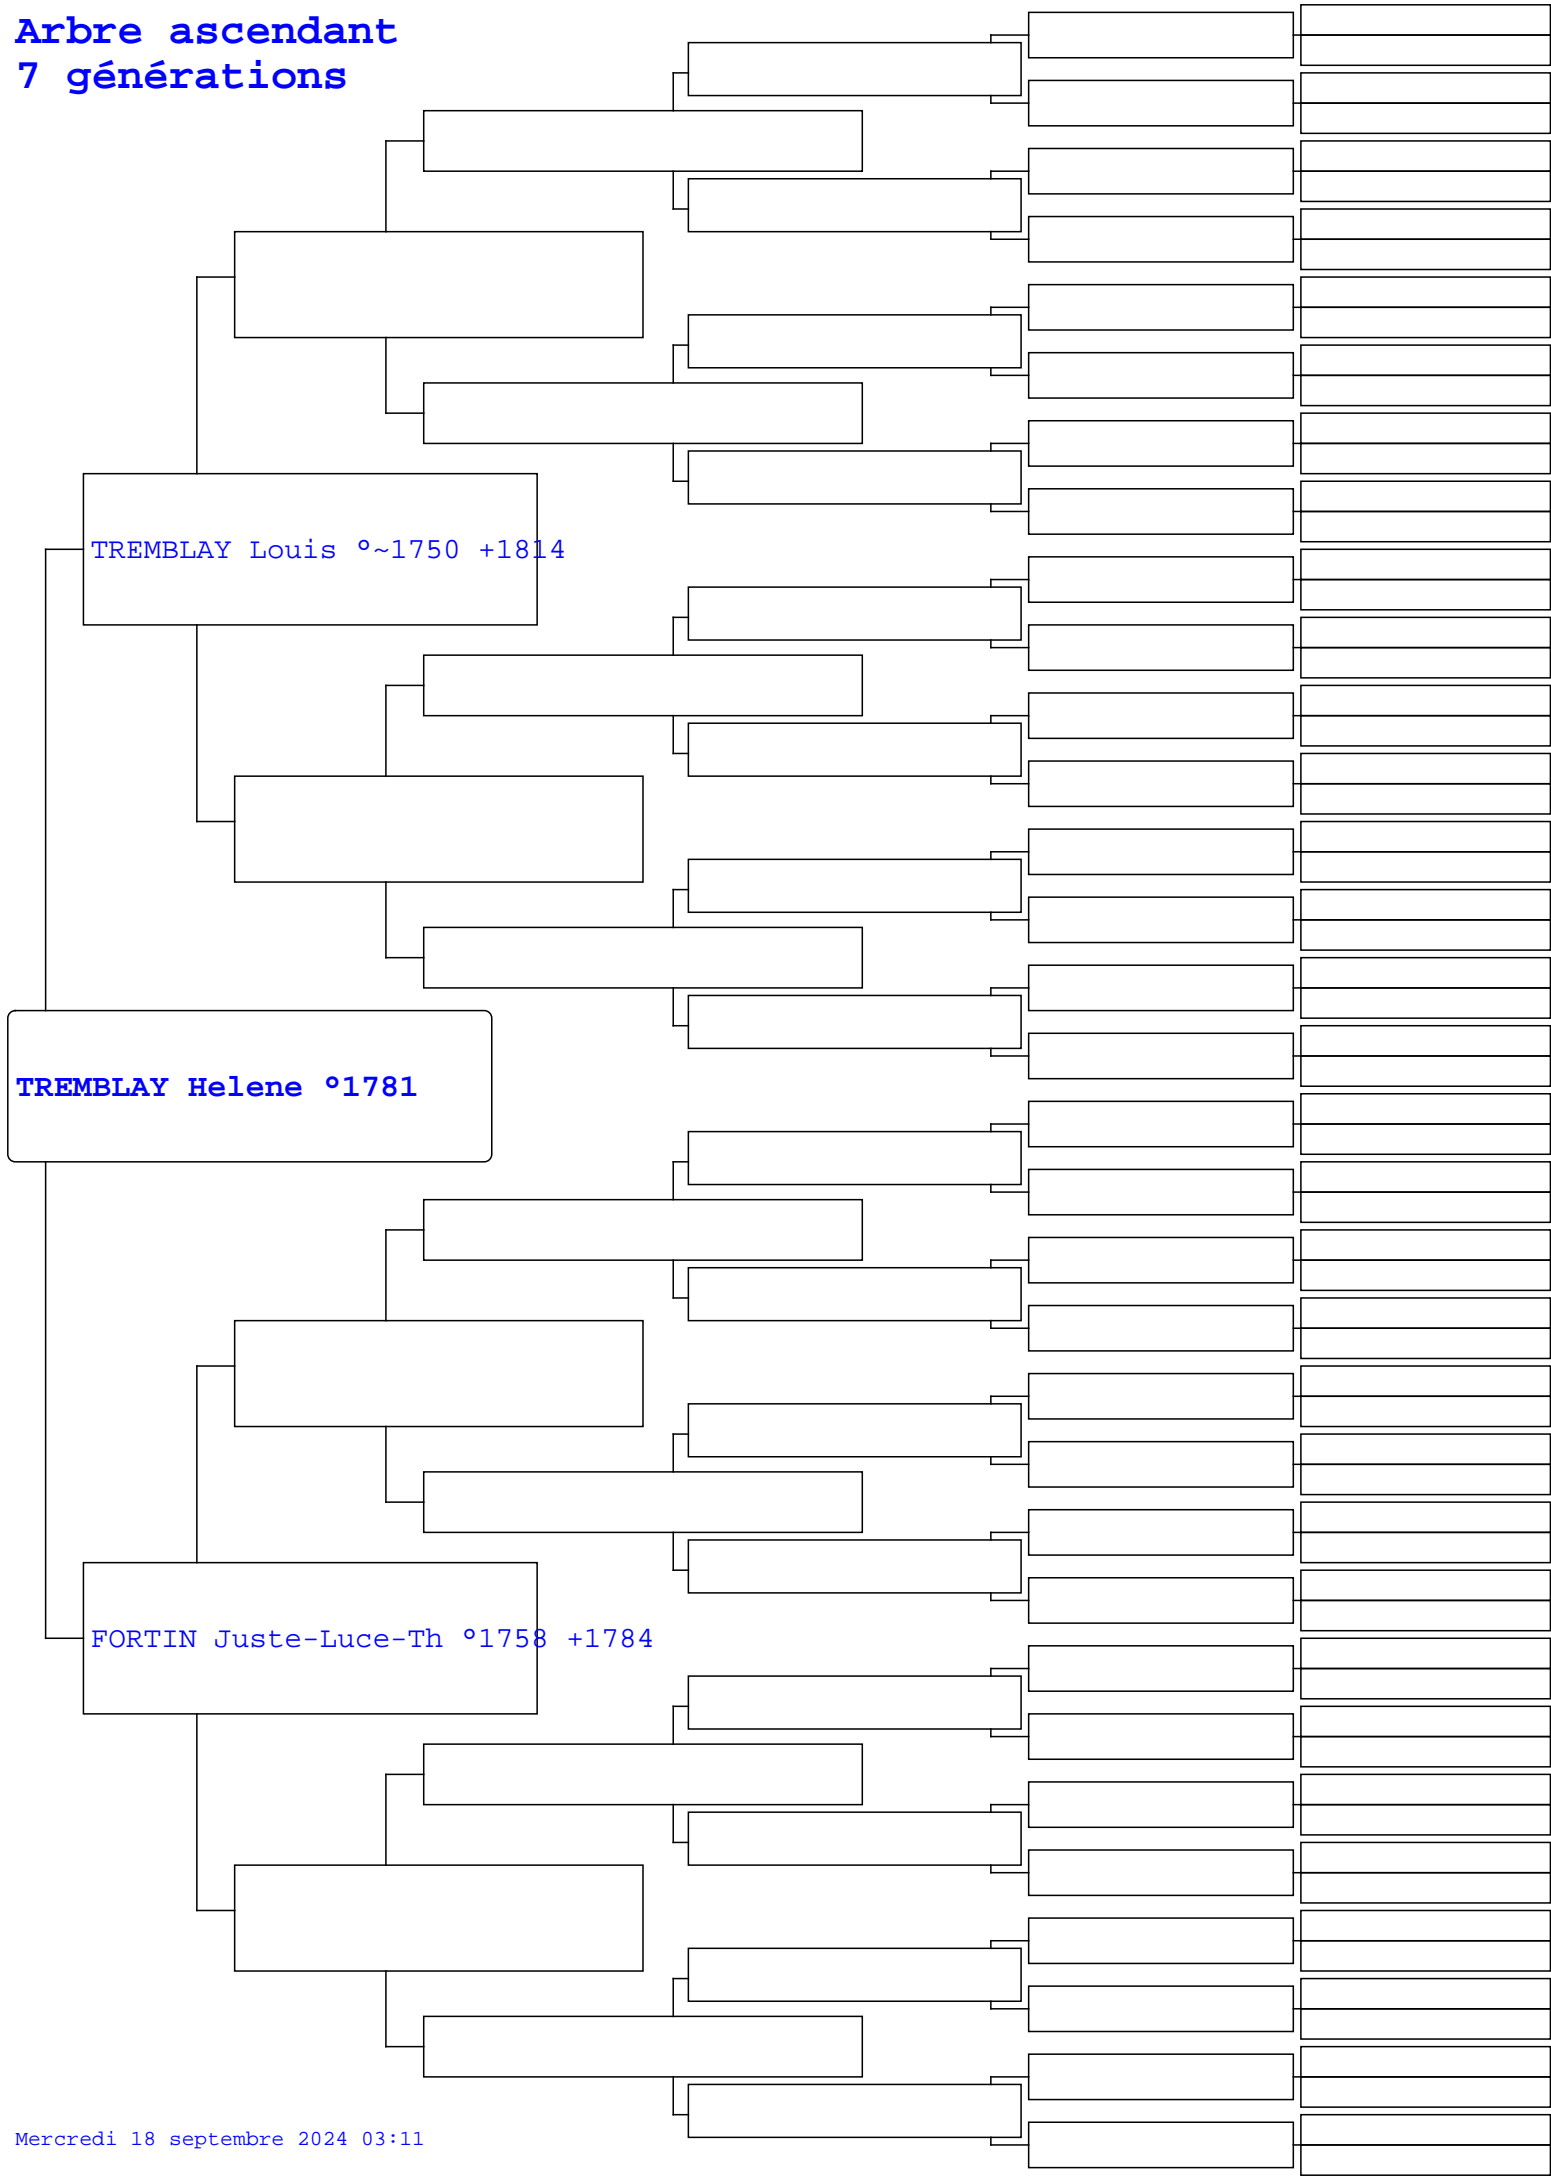 Arbre ascendant
7 générations
TREMBLAY Louis °~1750 +1814
TREMBLAY Helene °1781
FORTIN Juste-Luce-Th °1758 +1784
Mercredi 18 septembre 2024 03:11